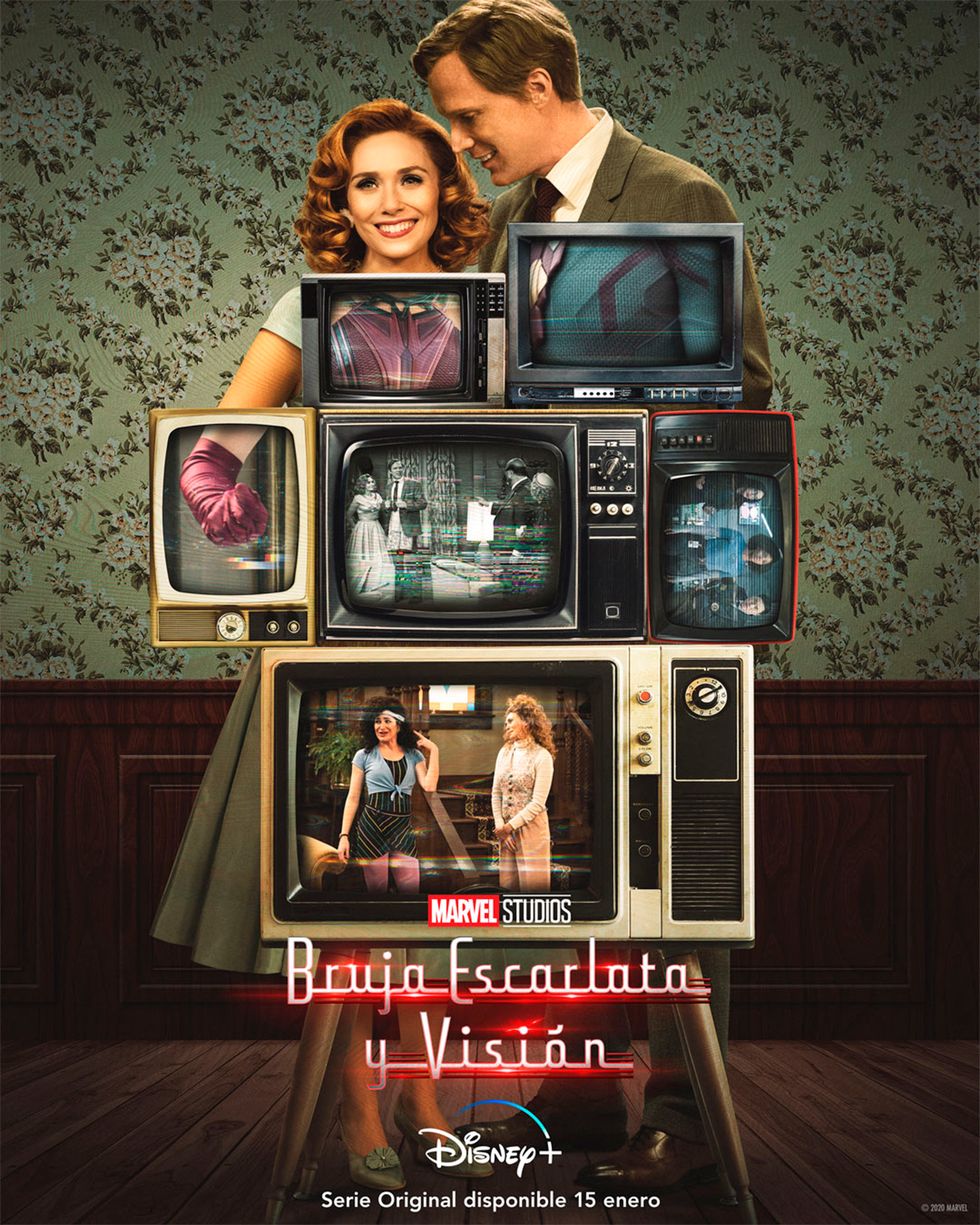 MARVEL STUDIOS
Bruja Escarlata
y Visión
Disney+
Serie Original disponible 15 enero
© 2020 MARVEL